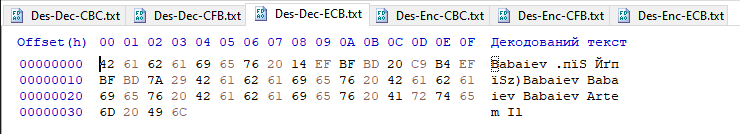 Des-Dec-CBC.txt Des-Dec-CFB.txt Des-Dec-ECB.txt Des-Enc-CBC.txt Des-Enc-CFB.txt Des-Enc-ECB.txt
Offset(h) 00 01 02 03 04 05 06 07 08 09 0A 0B 0C 0D 0E 0F Декодований текст
00000000 42 61 62 61 69 65 76 20 14 EF BF BD 20 C9 B4 EF Babaiev .пїЅ Йґп
00000010 BF BD 7A 29 42 61 62 61 69 65 76 20 42 61 62 61 їЅz)Babaiev Baba
00000020 69 65 76 20 42 61 62 61 69 65 76 20 41 72 74 65 iev Babaiev Arte
00000030 6D 20 49 6C m Il